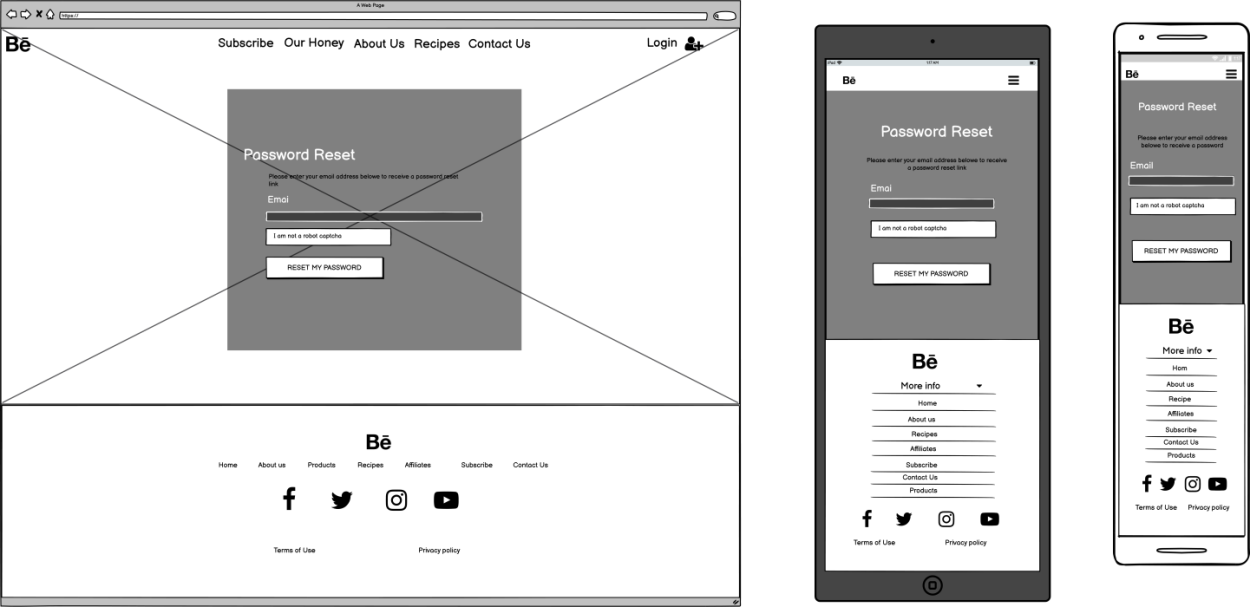 A Web Page
https://
Bē
Subscribe Our Honey About Us Recipes Contact Us
Login
Password Reset
Please enter your email address belowe to receive a password reset
link
Emai
I am not a robot captcha
RESET MY PASSWORD
Bē
Home About us Products Recipes Affiliates Subscribe Contact Us
Terms of Use Privacy policy
iPad
1:17 AM
Bē
Password Reset
Please enter your email address belowe to receive
a password reset link
Emai
I am not a robot captcha
RESET MY PASSWORD
Bē
More info
Home
About us
Recipes
Affiliates
Subscribe
Contact Us
Products
Terms of Use Privacy policy
Bē
Password Reset
Please enter your email address
belowe to receive a password
Email
I am not a robot captcha
RESET MY PASSWORD
Bē
More info
Hom
About us
Recipe
Affiliates
Subscribe
Contact Us
Products
Terms of Use Privacy policy